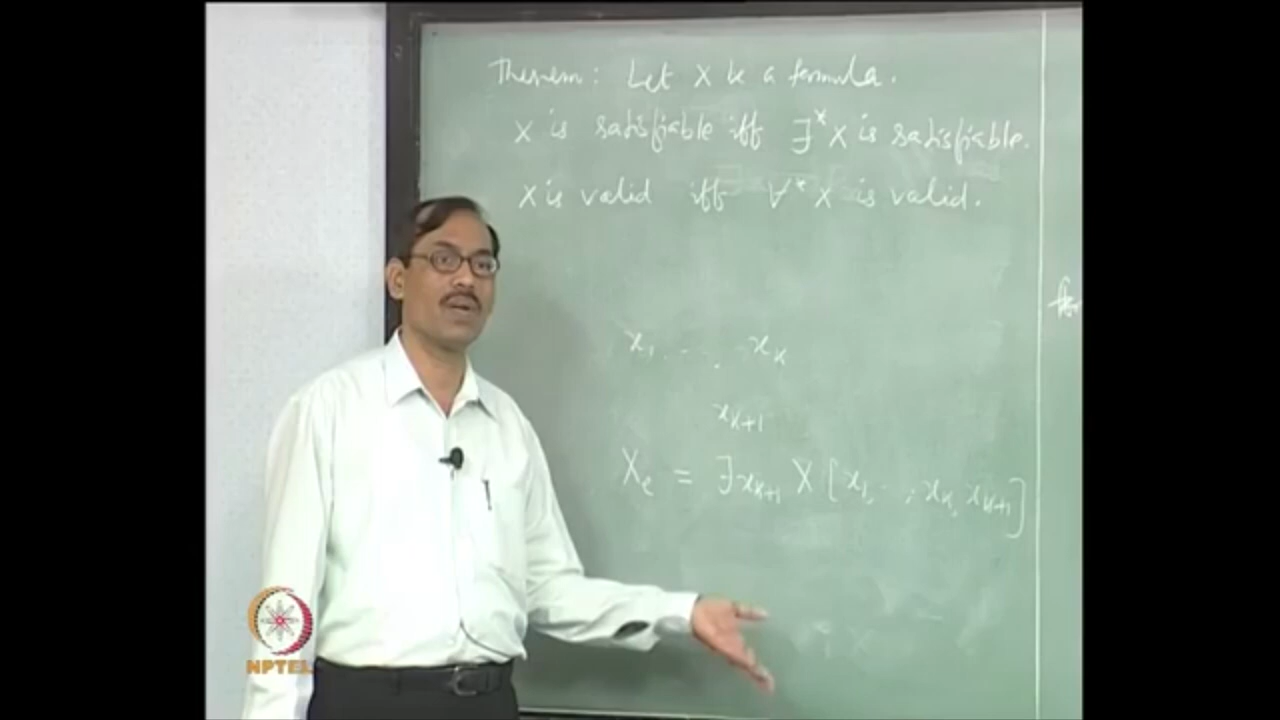 Theorem: Let X be a formula.
X is satisfiable iff ∃* X is satisfiable.
X is valid iff ∀* X is valid.
x₁ . . . . xₖ
xₖ₊₁
Xₑ = ∃xₖ₊₁ X [x₁, . . , xₖ, xₖ₊₁]
NPTEL